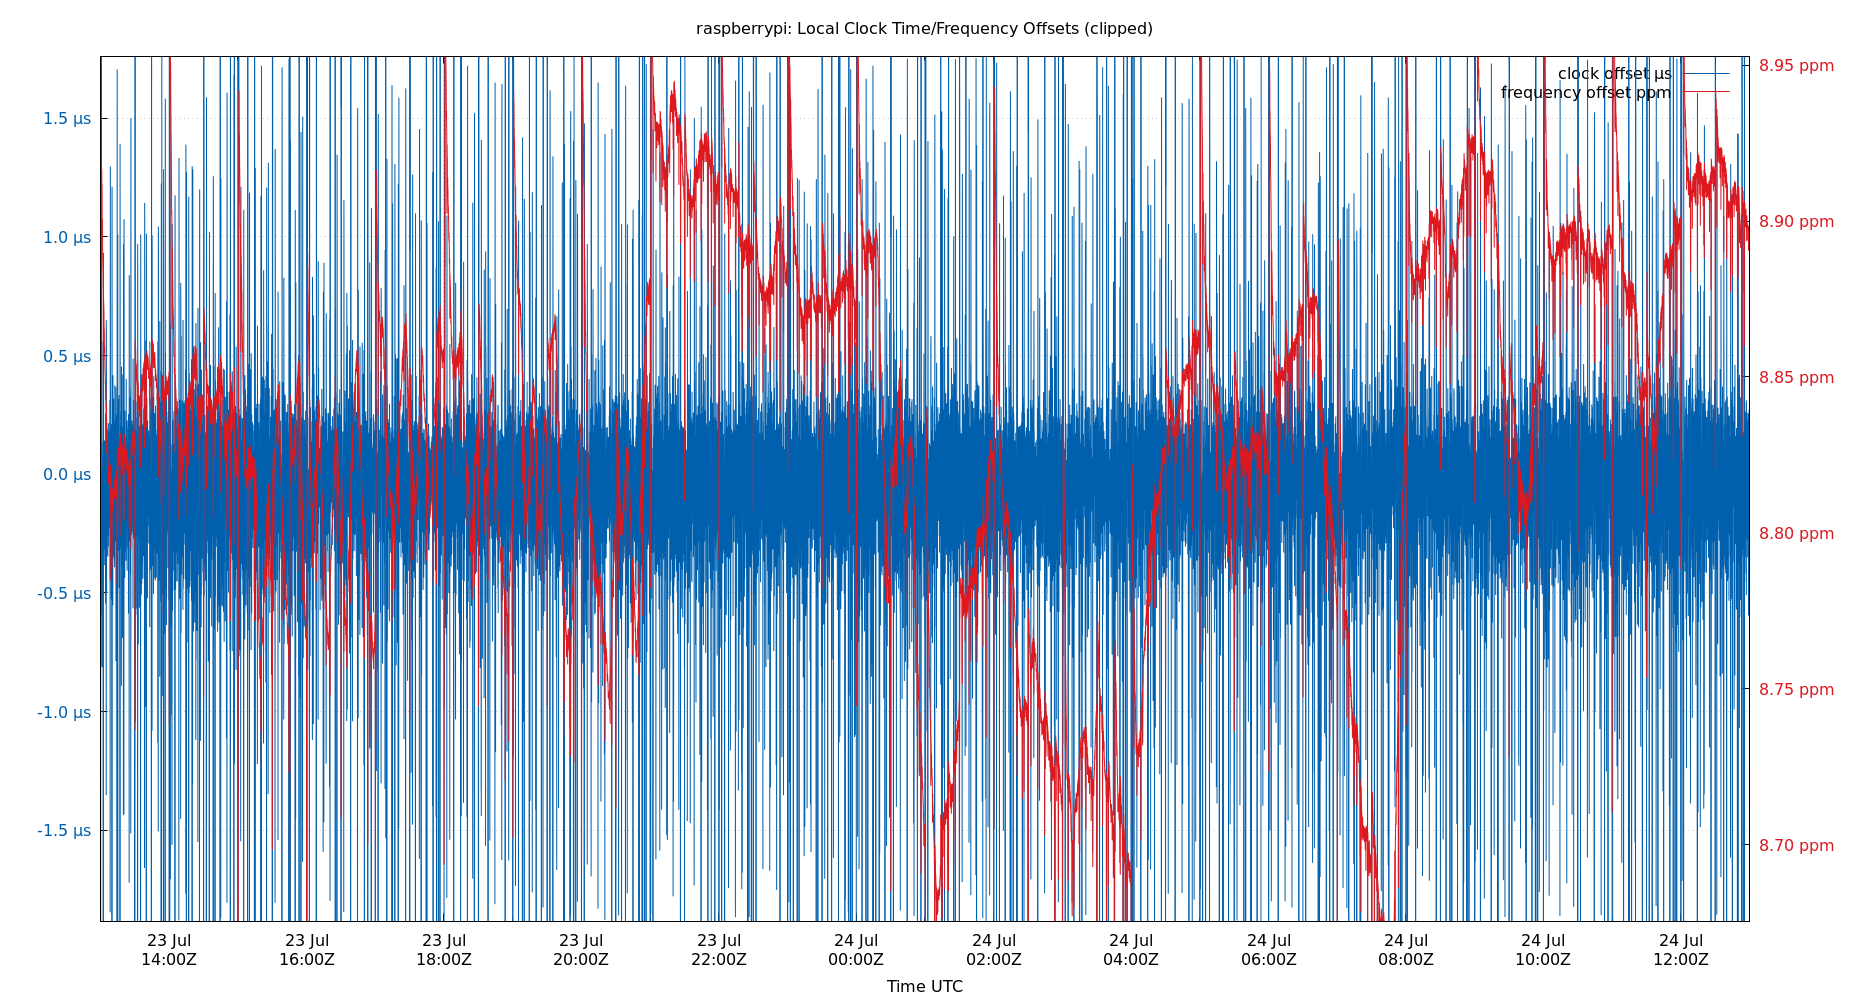 raspberrypi: Local Clock Time/Frequency Offsets (clipped)
clock offset µs
frequency offset ppm
1.5 µs
1.0 µs
0.5 µs
0.0 µs
-0.5 µs
-1.0 µs
-1.5 µs
8.95 ppm
8.90 ppm
8.85 ppm
8.80 ppm
8.75 ppm
8.70 ppm
23 Jul 23 Jul 23 Jul 23 Jul 23 Jul 24 Jul 24 Jul 24 Jul 24 Jul 24 Jul 24 Jul 24 Jul
14:00Z 16:00Z 18:00Z 20:00Z 22:00Z 00:00Z 02:00Z 04:00Z 06:00Z 08:00Z 10:00Z 12:00Z
Time UTC